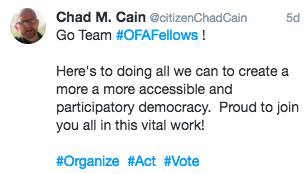 Chad M. Cain @citizenChadCain 5d
Go Team #OFAFellows !
Here's to doing all we can to create a
more a more accessible and
participatory democracy. Proud to join
you all in this vital work!
#Organize #Act #Vote